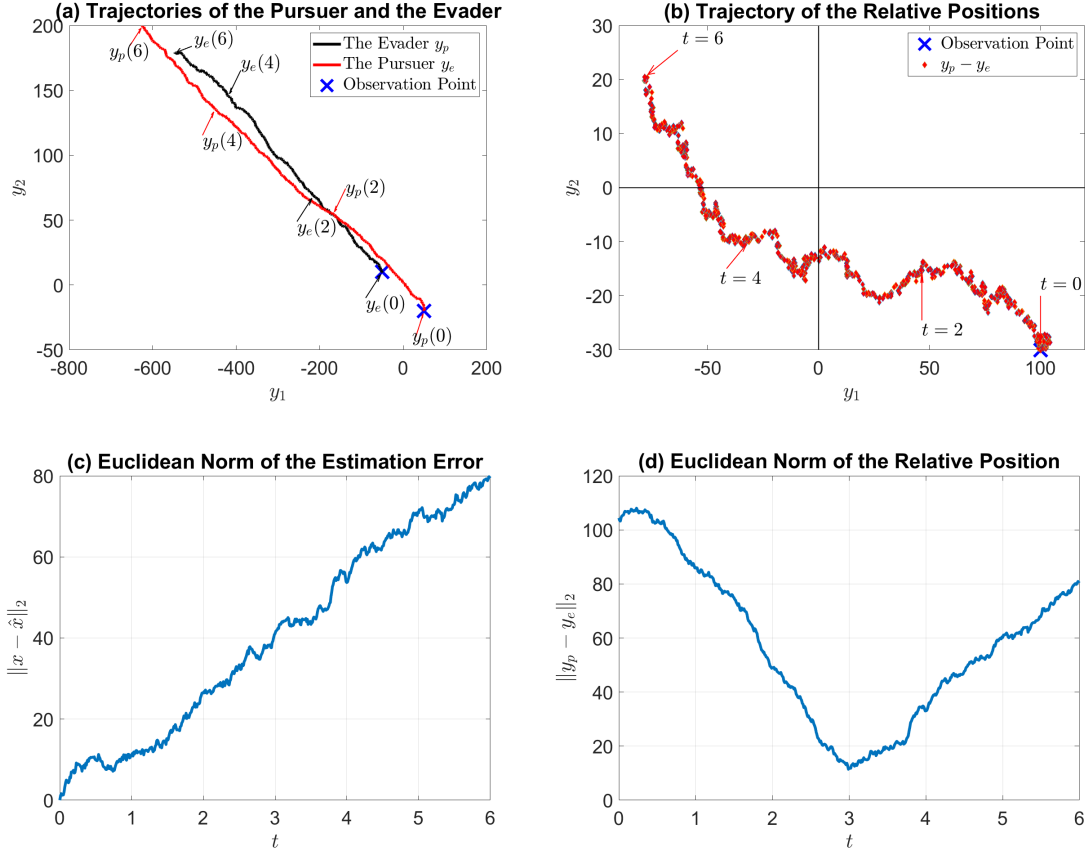 (a) Trajectories of the Pursuer and the Evader
200
150
100
50
0
-50
-800
-600
-400
-200
0
200
y₂
y₁
The Evader yₚ
The Pursuer yₑ
Observation Point
yₚ(6)
yₑ(6)
yₑ(4)
yₚ(4)
yₚ(2)
yₑ(2)
yₑ(0)
yₚ(0)
(b) Trajectory of the Relative Positions
30
20
10
0
-10
-20
-30
-50
0
50
100
y₂
y₁
Observation Point
yₚ − yₑ
t = 6
t = 4
t = 2
t = 0
(c) Euclidean Norm of the Estimation Error
80
60
40
20
0
0
1
2
3
4
5
6
‖x − x̂‖₂
t
(d) Euclidean Norm of the Relative Position
120
100
80
60
40
20
0
0
1
2
3
4
5
6
‖yₚ − yₑ‖₂
t